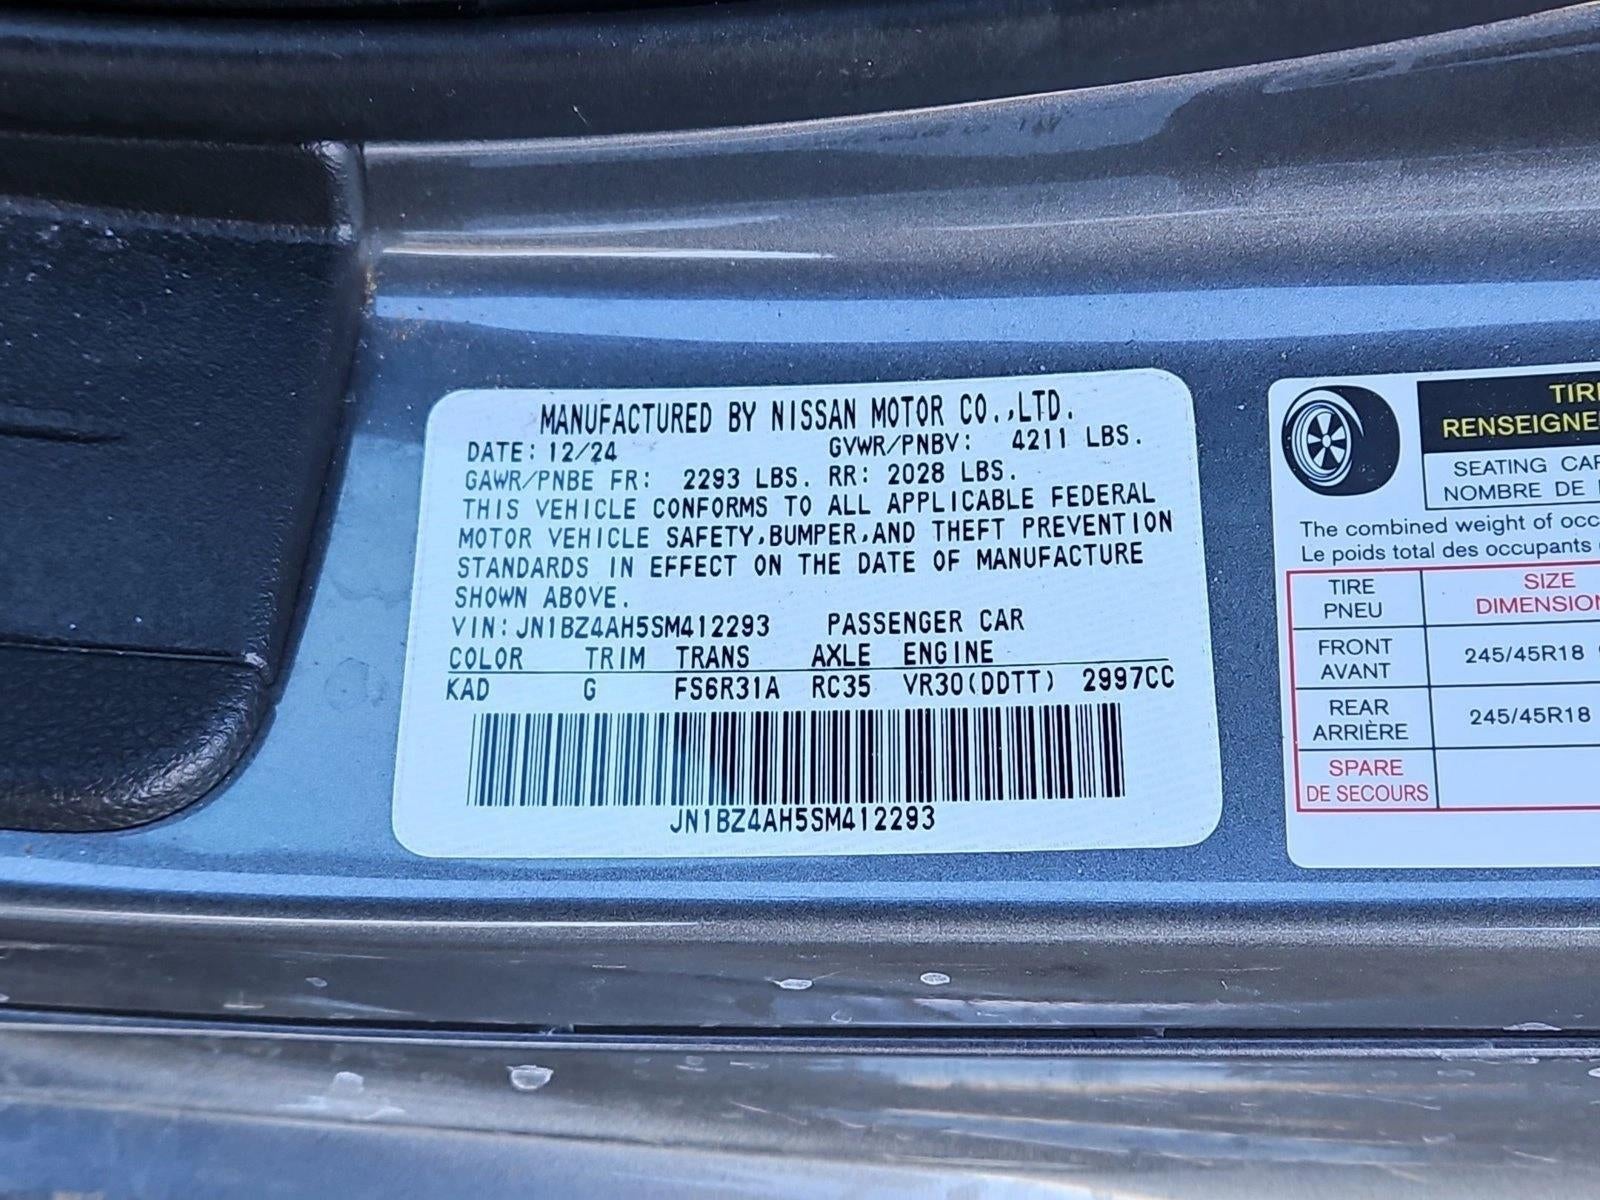 MANUFACTURED BY NISSAN MOTOR CO.,LTD.
DATE: 12/24 GVWR/PNBV: 4211 LBS.
GAWR/PNBE FR: 2293 LBS. RR: 2028 LBS.
THIS VEHICLE CONFORMS TO ALL APPLICABLE FEDERAL
MOTOR VEHICLE SAFETY,BUMPER,AND THEFT PREVENTION
STANDARDS IN EFFECT ON THE DATE OF MANUFACTURE
SHOWN ABOVE.
VIN: JN1BZ4AH5SM412293 PASSENGER CAR
COLOR TRIM TRANS AXLE ENGINE
KAD G FS6R31A RC35 VR30(DDTT) 2997CC
JN1BZ4AH5SM412293
TIRE
RENSEIGNE
SEATING CAP
NOMBRE DE
The combined weight of occ
Le poids total des occupants
TIRE SIZE
PNEU DIMENSION
FRONT
AVANT
245/45R18
REAR
ARRIÈRE
245/45R18
SPARE
DE SECOURS